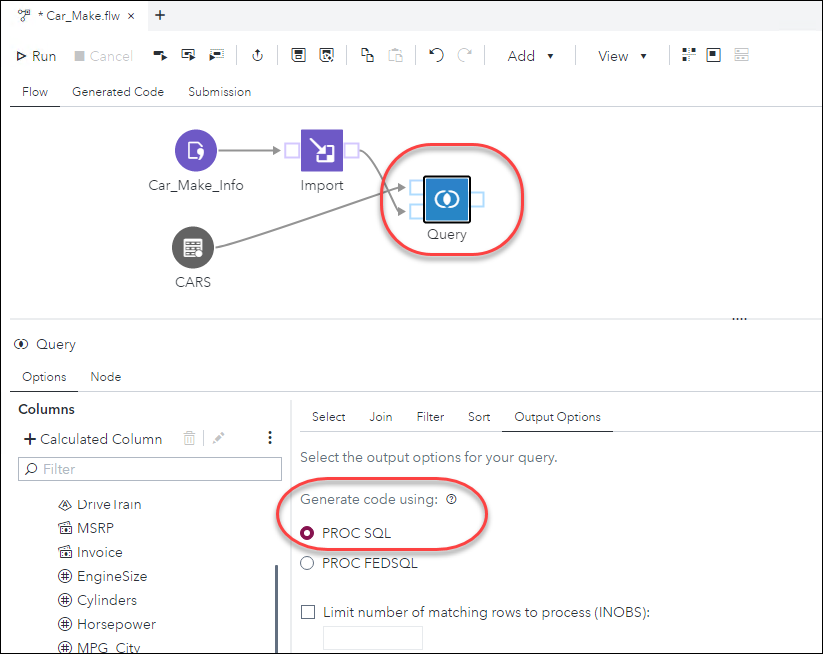 * Car_Make.flw × +
Run Cancel Add ▼ View ▼
Flow Generated Code Submission
Car_Make_Info Import
Query
CARS
Query
Options Node
Columns
Select Join Filter Sort Output Options
+ Calculated Column
Select the output options for your query.
Filter
Generate code using:
DriveTrain
MSRP
PROC SQL
Invoice
PROC FEDSQL
EngineSize
Cylinders
Limit number of matching rows to process (INOBS):
Horsepower
MPG_City